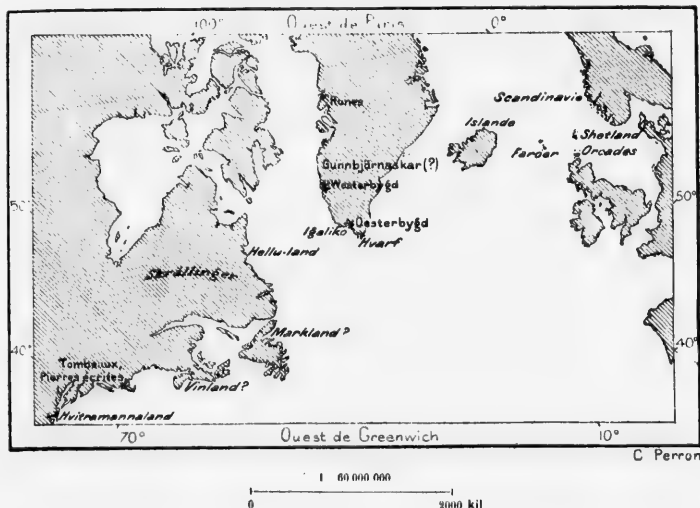 100° Ouest de Paris 0°
Scandinavie
Runes
Islande
Shetland
Gunnbjörnaskar (?)
Faroer
Orcades
Westerbygd
50° 50°
Igaliko
Oesterbygd
Hvarf
Hellu-land
Skrällinger
Markland?
40° 40°
Tombeaux,
Pierres écrites
Vinland?
Hvitramannaland
70° Ouest de Greenwich 10°
C Perron
1 60 000 000
0 2000 kil